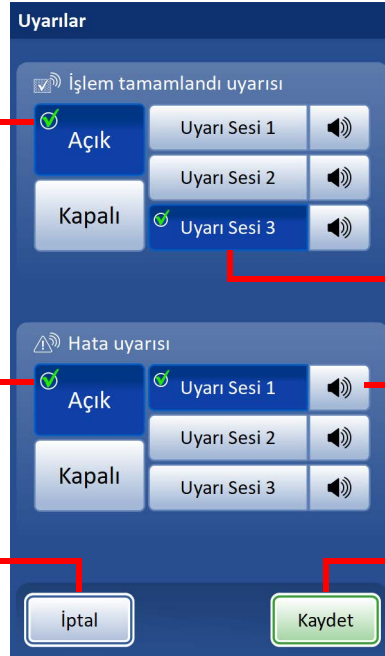 Uyarılar
İşlem tamamlandı uyarısı
Açık
Kapalı
Uyarı Sesi 1
Uyarı Sesi 2
Uyarı Sesi 3
Hata uyarısı
Açık
Kapalı
Uyarı Sesi 1
Uyarı Sesi 2
Uyarı Sesi 3
İptal
Kaydet